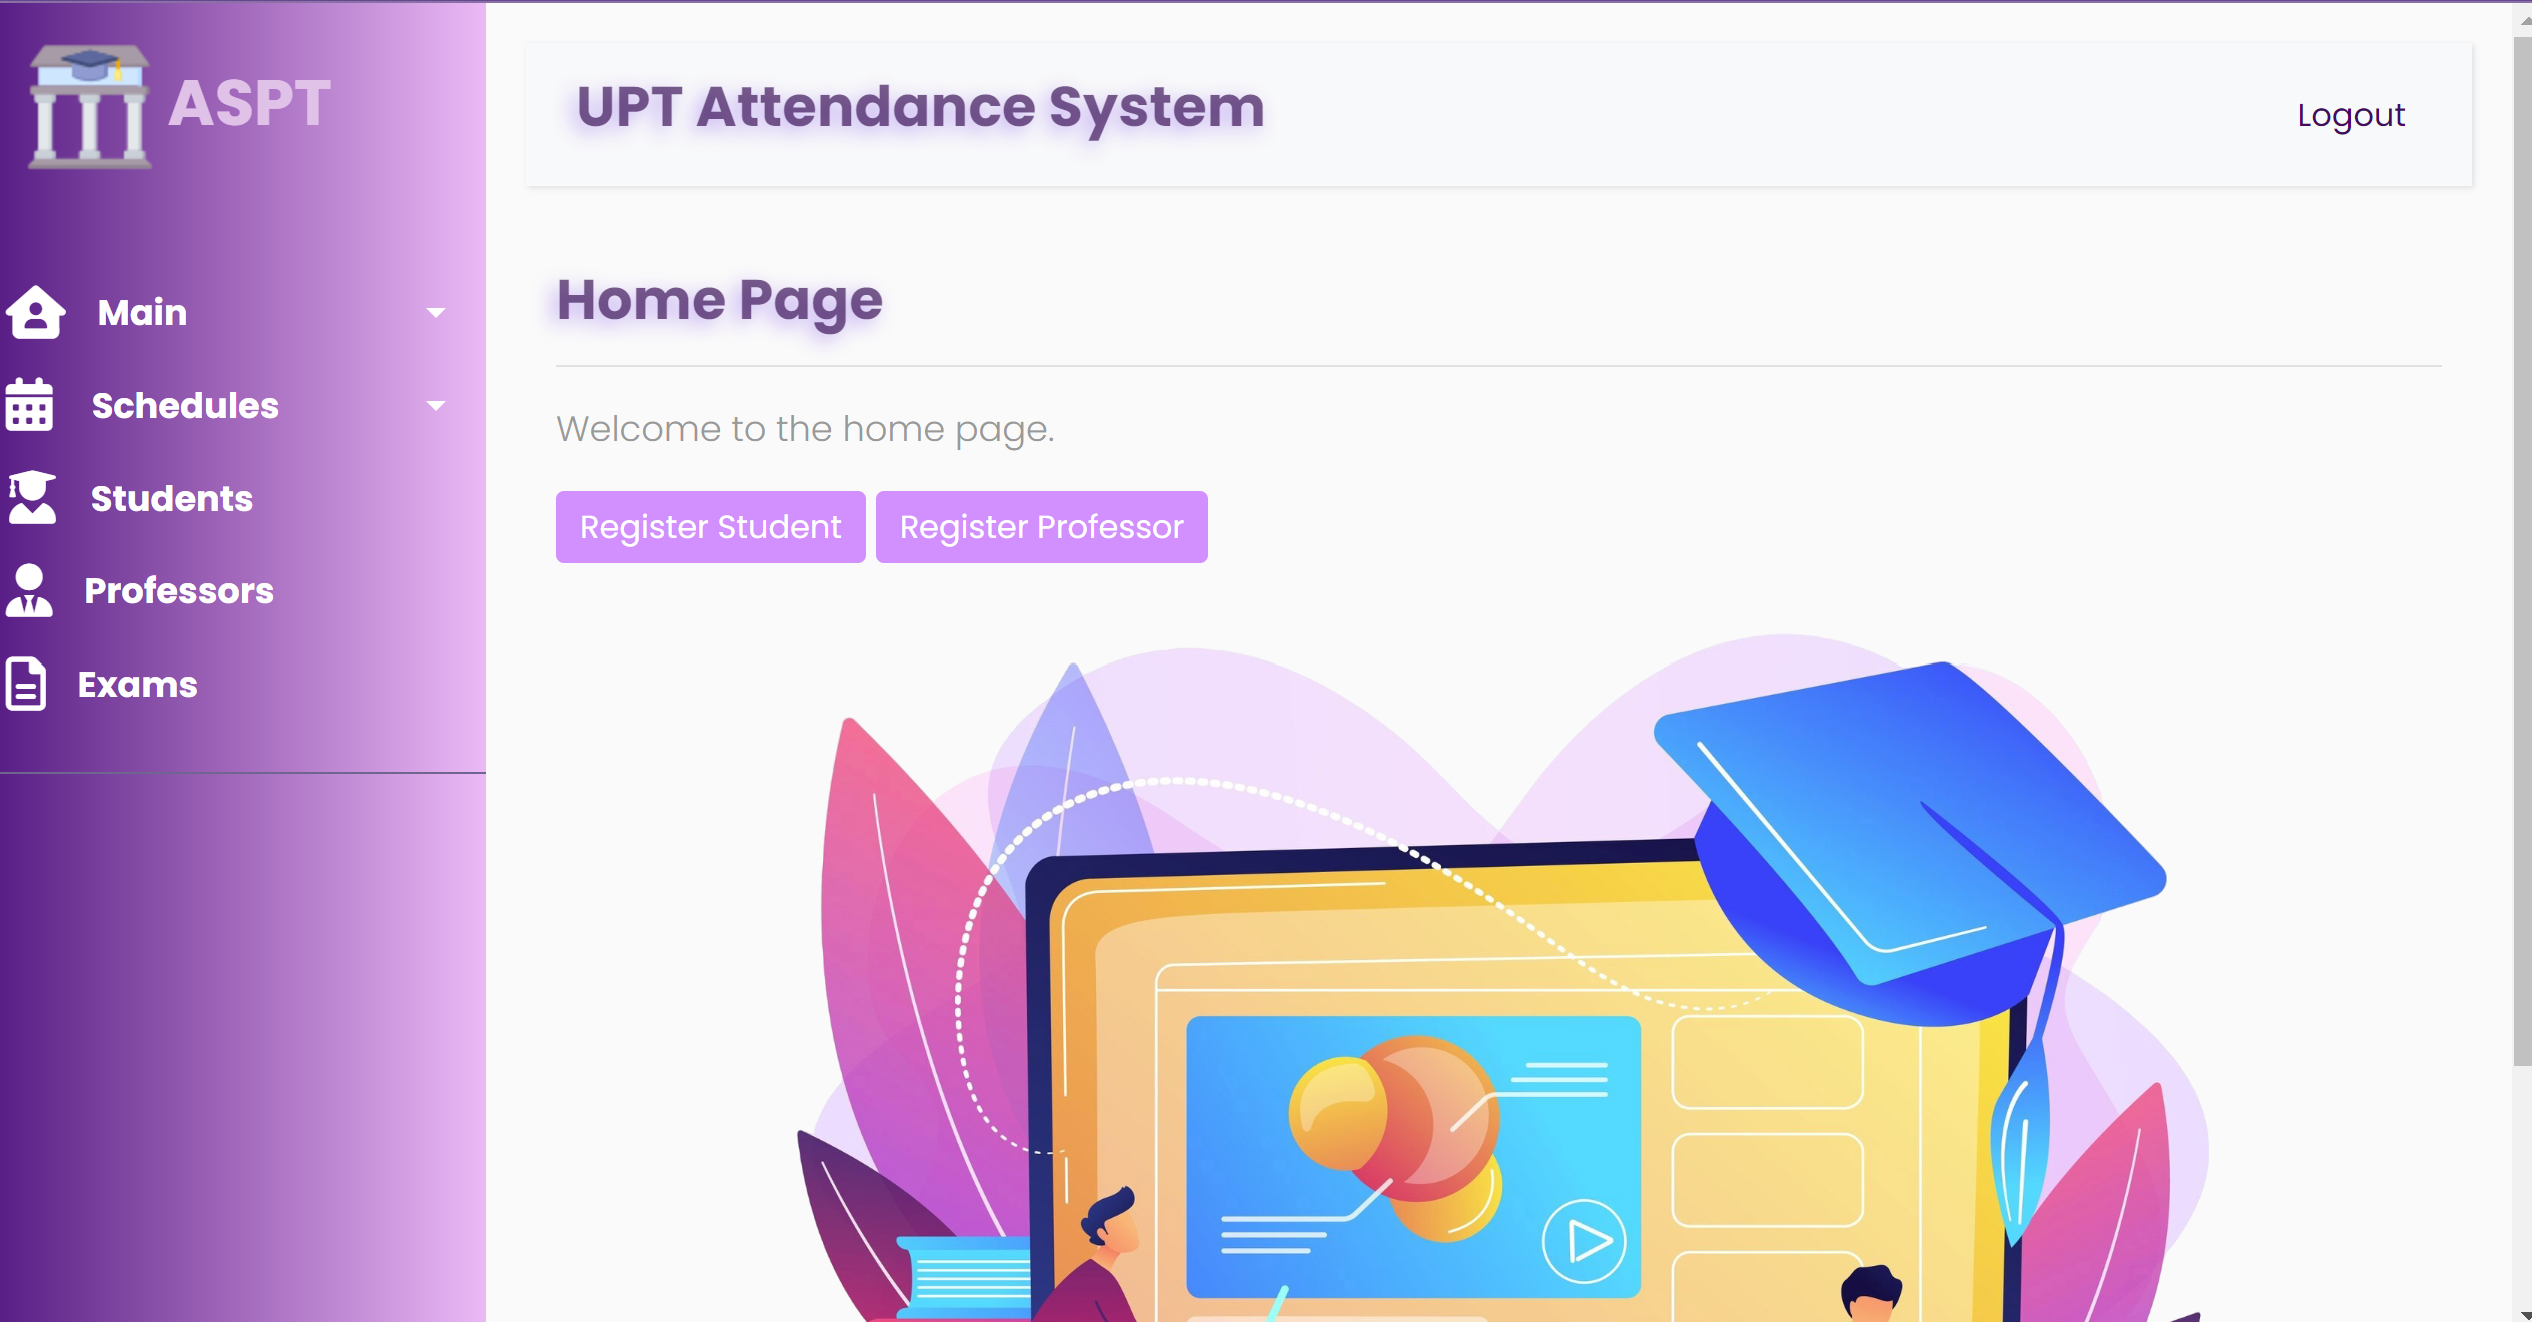 ASPT
Main
Schedules
Students
Professors
Exams
UPT Attendance System
Logout
Home Page
Welcome to the home page.
Register Student
Register Professor